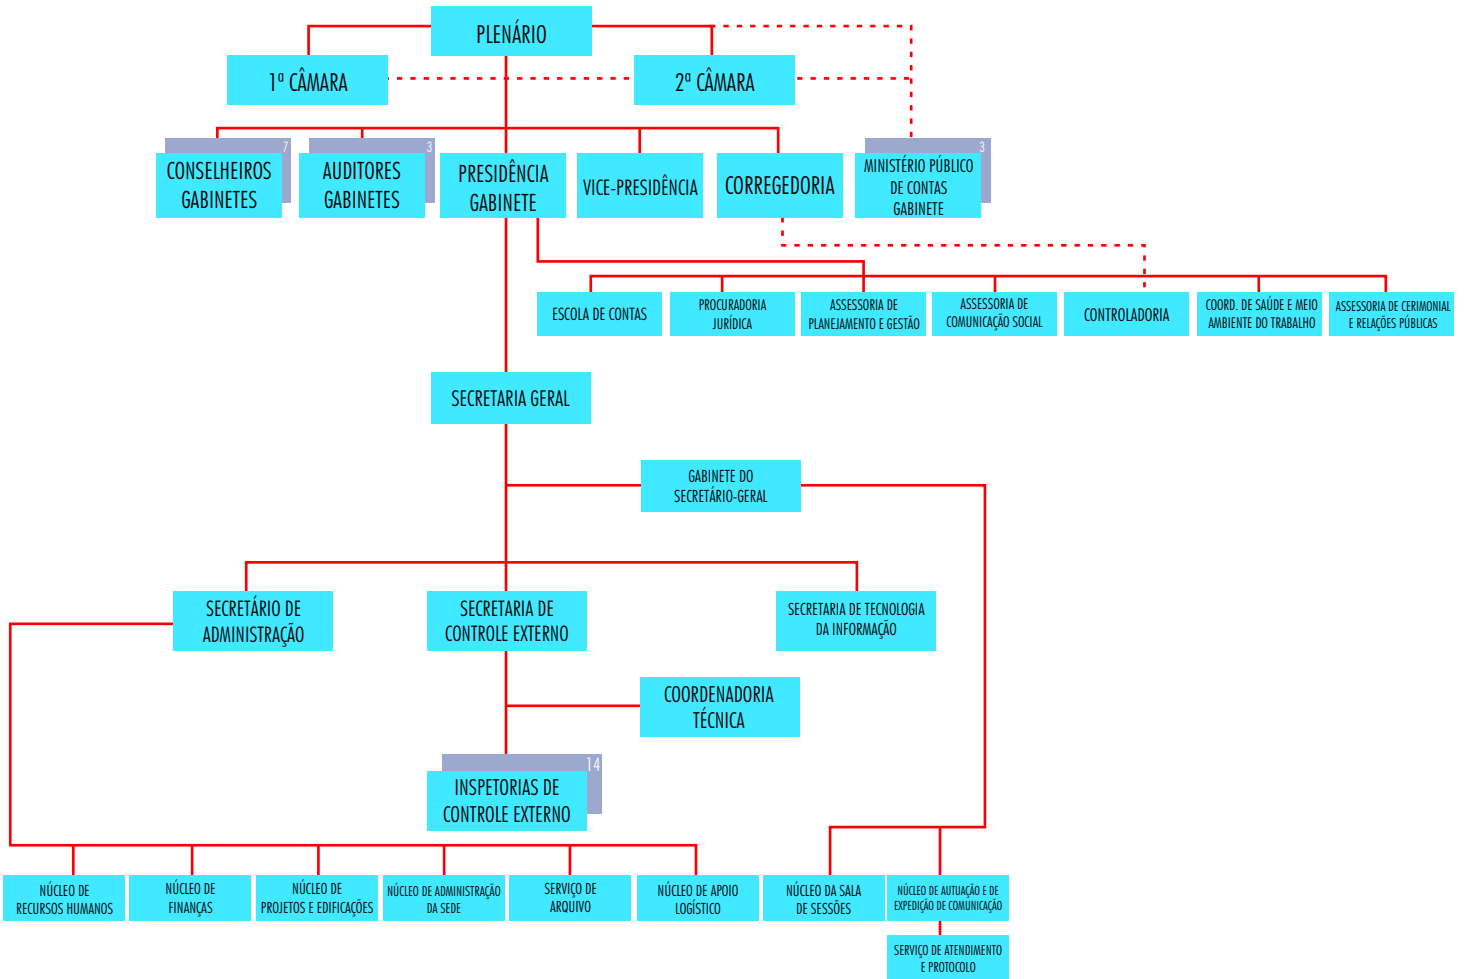 PLENÁRIO
1ª CÂMARA
2ª CÂMARA
7
CONSELHEIROS
GABINETES
3
AUDITORES
GABINETES
PRESIDÊNCIA
GABINETE
VICE-PRESIDÊNCIA
CORREGEDORIA
3
MINISTÉRIO PÚBLICO
DE CONTAS
GABINETE
ESCOLA DE CONTAS
PROCURADORIA
JURÍDICA
ASSESSORIA DE
PLANEJAMENTO E GESTÃO
ASSESSORIA DE
COMUNICAÇÃO SOCIAL
CONTROLADORIA
COORD. DE SAÚDE E MEIO
AMBIENTE DO TRABALHO
ASSESSORIA DE CERIMONIAL
E RELAÇÕES PÚBLICAS
SECRETARIA GERAL
GABINETE DO
SECRETÁRIO-GERAL
SECRETÁRIO DE
ADMINISTRAÇÃO
SECRETARIA DE
CONTROLE EXTERNO
SECRETARIA DE TECNOLOGIA
DA INFORMAÇÃO
COORDENADORIA
TÉCNICA
14
INSPETORIAS DE
CONTROLE EXTERNO
NÚCLEO DE
RECURSOS HUMANOS
NÚCLEO DE
FINANÇAS
NÚCLEO DE
PROJETOS E EDIFICAÇÕES
NÚCLEO DE ADMINISTRAÇÃO
DA SEDE
SERVIÇO DE
ARQUIVO
NÚCLEO DE APOIO
LOGÍSTICO
NÚCLEO DA SALA
DE SESSÕES
NÚCLEO DE AUTUAÇÃO E DE
EXPEDIÇÃO DE COMUNICAÇÃO
SERVIÇO DE ATENDIMENTO
E PROTOCOLO